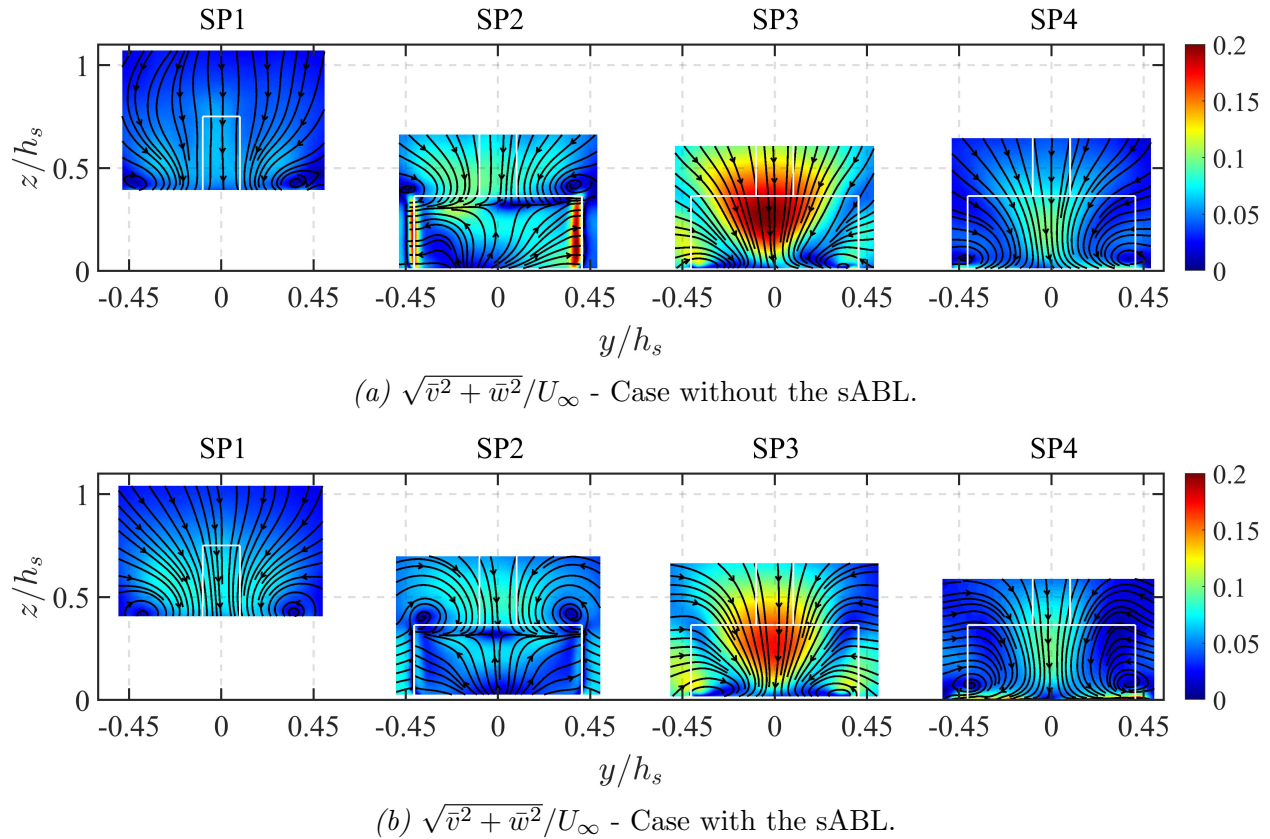 SP1 SP2 SP3 SP4
1
0.5
0
z/h_s
-0.45 0 0.45 -0.45 0 0.45 -0.45 0 0.45 -0.45 0 0.45
y/h_s
0.2
0.15
0.1
0.05
0
(a) √(v̄² + w̄²)/U∞ - Case without the sABL.
SP1 SP2 SP3 SP4
1
0.5
0
z/h_s
-0.45 0 0.45 -0.45 0 0.45 -0.45 0 0.45 -0.45 0 0.45
y/h_s
0.2
0.15
0.1
0.05
0
(b) √(v̄² + w̄²)/U∞ - Case with the sABL.